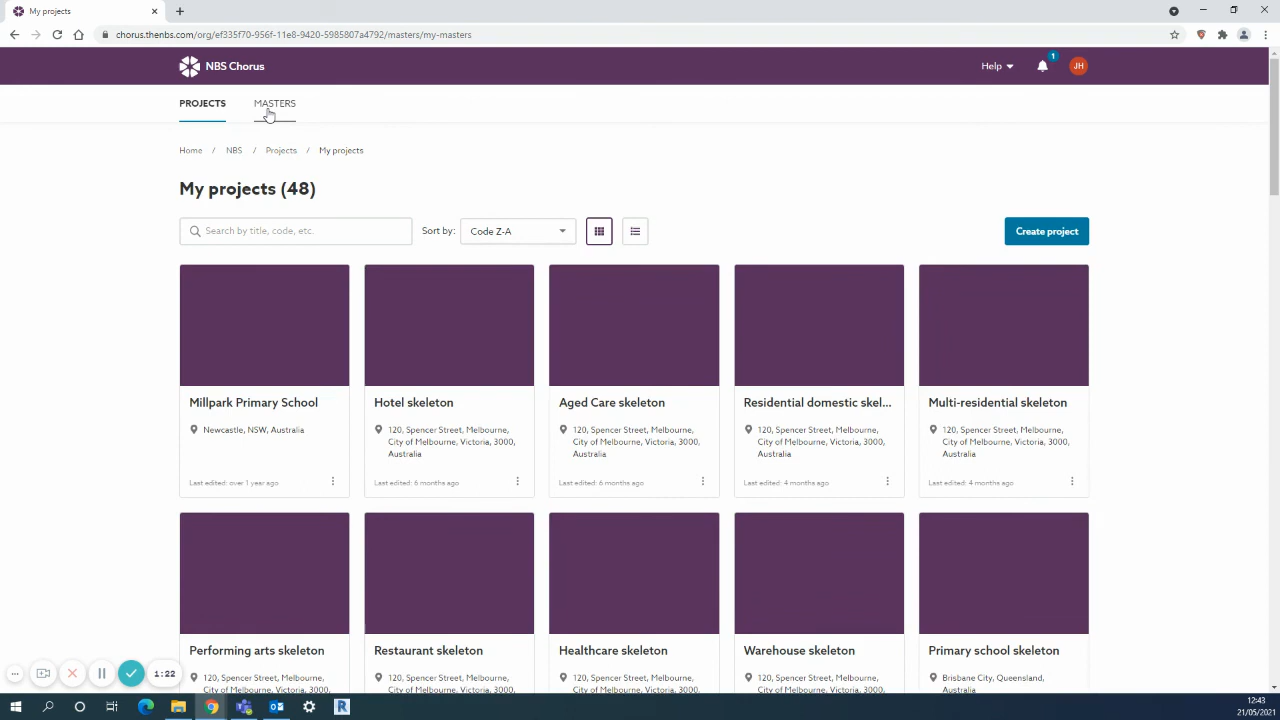 My projects
chorus.thenbs.com/org/ef335f70-956f-11e8-9420-5985807a4792/masters/my-masters
NBS Chorus
Help
1
JH
PROJECTS
MASTERS
Home / NBS / Projects / My projects
My projects (48)
Search by title, code, etc.
Sort by:
Code Z-A
Create project
Millpark Primary School
Newcastle, NSW, Australia
Last edited: over 1 year ago
Hotel skeleton
120, Spencer Street, Melbourne,
City of Melbourne, Victoria, 3000,
Australia
Last edited: 6 months ago
Aged Care skeleton
120, Spencer Street, Melbourne,
City of Melbourne, Victoria, 3000,
Australia
Last edited: 6 months ago
Residential domestic skel...
120, Spencer Street, Melbourne,
City of Melbourne, Victoria, 3000,
Australia
Last edited: 4 months ago
Multi-residential skeleton
120, Spencer Street, Melbourne,
City of Melbourne, Victoria, 3000,
Australia
Last edited: 4 months ago
Performing arts skeleton
120, Spencer Street, Melbourne,
City of Melbourne, Victoria, 3000,
Restaurant skeleton
120, Spencer Street, Melbourne,
City of Melbourne, Victoria, 3000,
Healthcare skeleton
120, Spencer Street, Melbourne,
City of Melbourne, Victoria, 3000,
Warehouse skeleton
120, Spencer Street, Melbourne,
City of Melbourne, Victoria, 3000,
Primary school skeleton
Brisbane City, Queensland,
Australia
1:22
12:43
21/05/2021